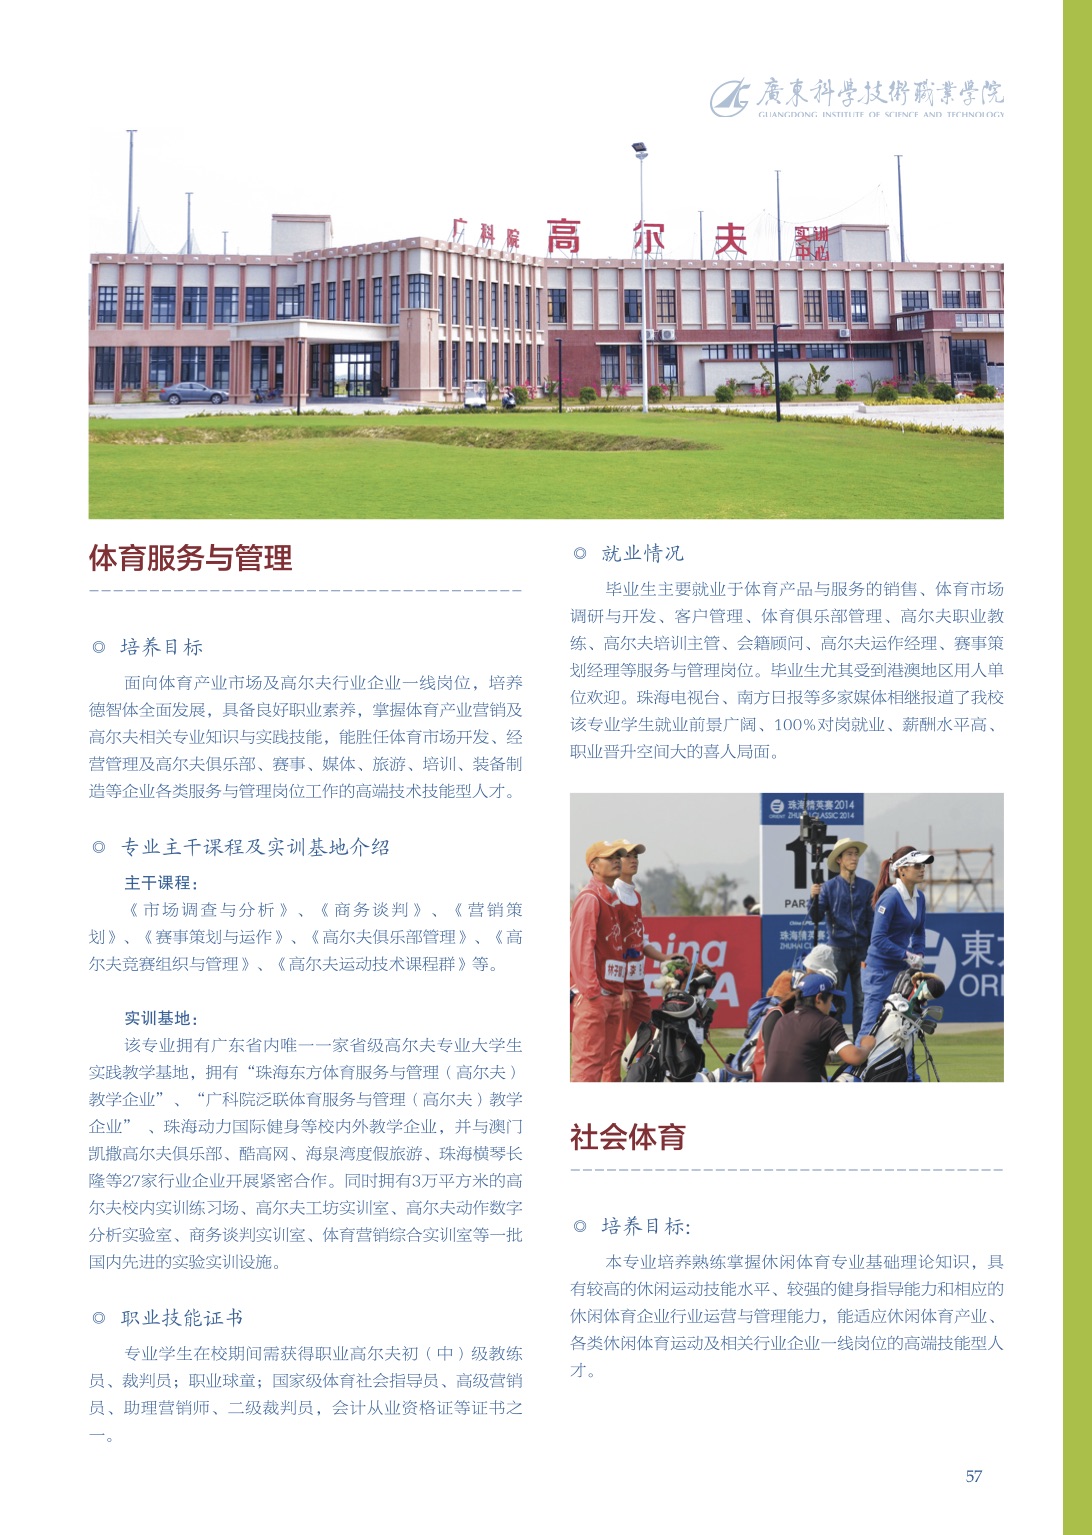 廣東科學技術職業學院
GUANGDONG INSTITUTE OF SCIENCE AND TECHNOLOGY
广科院 高尔夫 实训中心
体育服务与管理
◎ 培养目标
面向体育产业市场及高尔夫行业企业一线岗位，培养
德智体全面发展，具备良好职业素养，掌握体育产业营销及
高尔夫相关专业知识与实践技能，能胜任体育市场开发、经
营管理及高尔夫俱乐部、赛事、媒体、旅游、培训、装备制
造等企业各类服务与管理岗位工作的高端技术技能型人才。
◎ 专业主干课程及实训基地介绍
主干课程：
《市场调查与分析》、《商务谈判》、《营销策
划》、《赛事策划与运作》、《高尔夫俱乐部管理》、《高
尔夫竞赛组织与管理》、《高尔夫运动技术课程群》等。
实训基地：
该专业拥有广东省内唯一一家省级高尔夫专业大学生
实践教学基地，拥有“珠海东方体育服务与管理（高尔夫）
教学企业”、“广科院泛联体育服务与管理（高尔夫）教学
企业” 、珠海动力国际健身等校内外教学企业，并与澳门
凯撒高尔夫俱乐部、酷高网、海泉湾度假旅游、珠海横琴长
隆等27家行业企业开展紧密合作。同时拥有3万平方米的高
尔夫校内实训练习场、高尔夫工坊实训室、高尔夫动作数字
分析实验室、商务谈判实训室、体育营销综合实训室等一批
国内先进的实验实训设施。
◎ 职业技能证书
专业学生在校期间需获得职业高尔夫初（中）级教练
员、裁判员；职业球童；国家级体育社会指导员、高级营销
员、助理营销师、二级裁判员，会计从业资格证等证书之
一。
◎ 就业情况
毕业生主要就业于体育产品与服务的销售、体育市场
调研与开发、客户管理、体育俱乐部管理、高尔夫职业教
练、高尔夫培训主管、会籍顾问、高尔夫运作经理、赛事策
划经理等服务与管理岗位。毕业生尤其受到港澳地区用人单
位欢迎。珠海电视台、南方日报等多家媒体相继报道了我校
该专业学生就业前景广阔、100%对岗就业、薪酬水平高、
职业晋升空间大的喜人局面。
珠海精英赛2014
ZHUHAI CLASSIC 2014
PAR
珠海精英赛
hina
東
ORI
社会体育
◎ 培养目标：
本专业培养熟练掌握休闲体育专业基础理论知识，具
有较高的休闲运动技能水平、较强的健身指导能力和相应的
休闲体育企业行业运营与管理能力，能适应休闲体育产业、
各类休闲体育运动及相关行业企业一线岗位的高端技能型人
才。
57